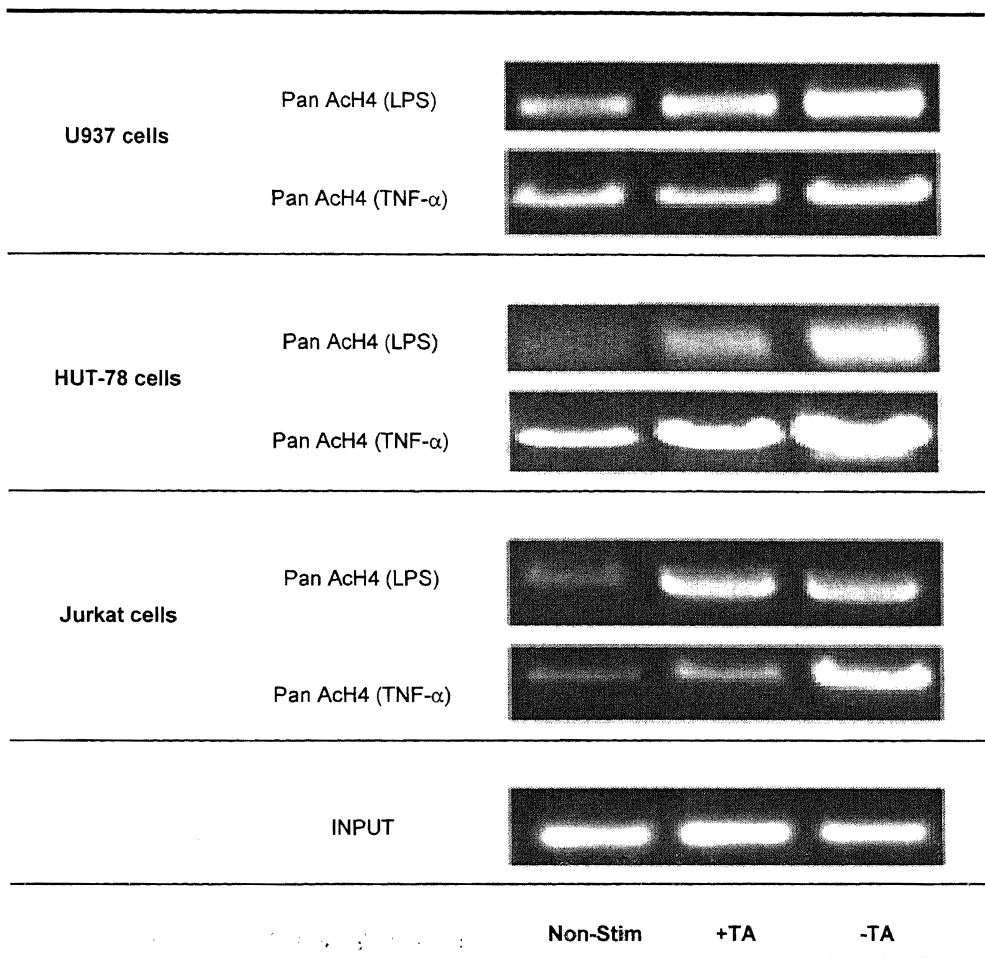 Pan AcH4 (LPS)
U937 cells
Pan AcH4 (TNF-α)
Pan AcH4 (LPS)
HUT-78 cells
Pan AcH4 (TNF-α)
Pan AcH4 (LPS)
Jurkat cells
Pan AcH4 (TNF-α)
INPUT
Non-Stim +TA -TA